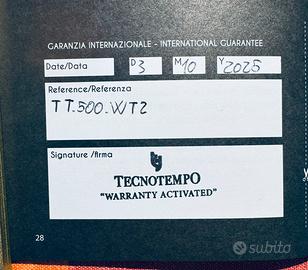 GARANZIA INTERNAZIONALE - INTERNATIONAL GUARANTEE
Date/Data D 3 M 10 Y 2025
Reference/Referenza
TT.500.WT2
Signature/firma
TECNOTEMPO
"WARRANTY ACTIVATED"
28
subito